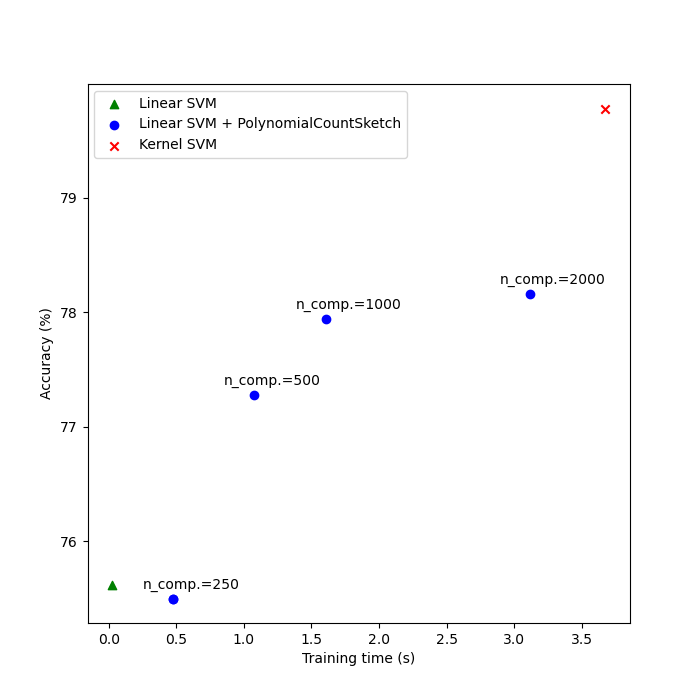 Linear SVM
Linear SVM + PolynomialCountSketch
Kernel SVM
79
n_comp.=2000
n_comp.=1000
78
n_comp.=500
77
76
n_comp.=250
Accuracy (%)
0.0 0.5 1.0 1.5 2.0 2.5 3.0 3.5
Training time (s)